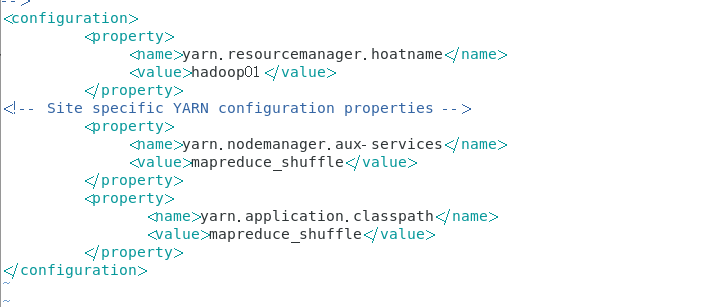 -->
<configuration>
<property>
<name>yarn.resourcemanager.hoatname</name>
<value>hadoop01</value>
</property>
<!-- Site specific YARN configuration properties -->
<property>
<name>yarn.nodemanager.aux-services</name>
<value>mapreduce_shuffle</value>
</property>
<property>
<name>yarn.application.classpath</name>
<value>mapreduce_shuffle</value>
</property>
</configuration>
~
~